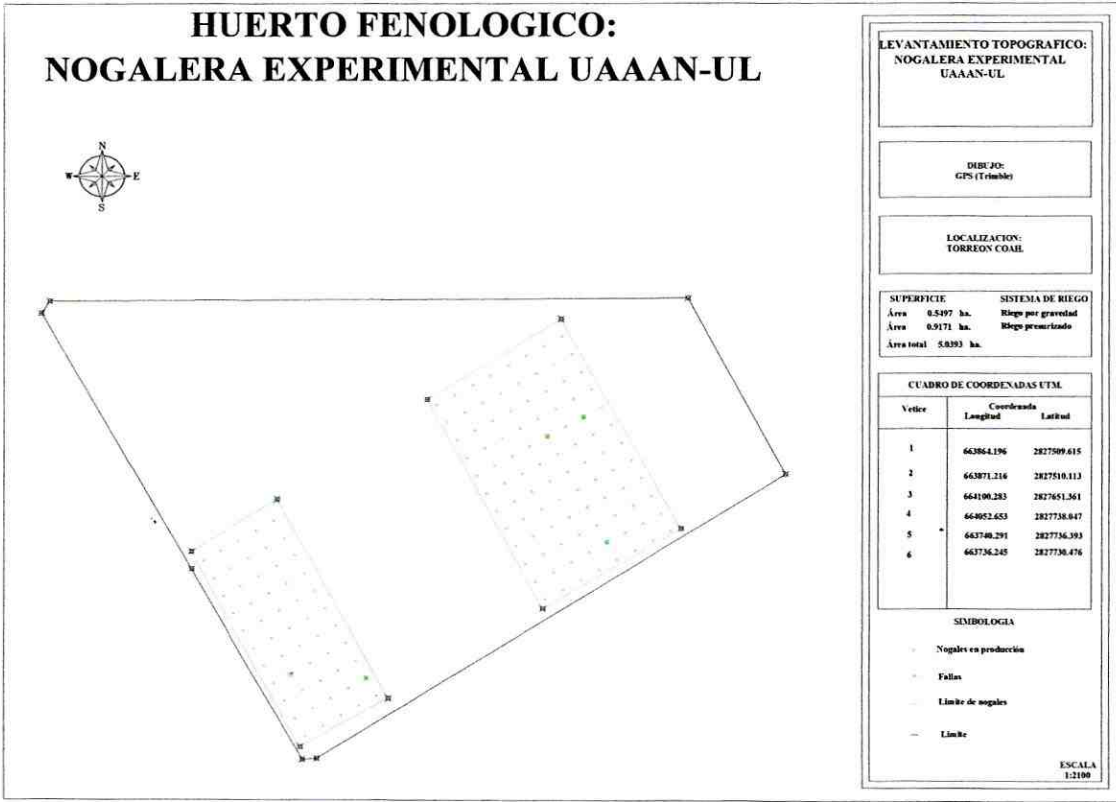 HUERTO FENOLOGICO:
NOGALERA EXPERIMENTAL UAAAN-UL
N
W
E
S
LEVANTAMIENTO TOPOGRAFICO:
NOGALERA EXPERIMENTAL
UAAAN-UL
DIBUJO:
GPS (Trimble)
LOCALIZACION:
TORREON COAH.
SUPERFICIE SISTEMA DE RIEGO
Área 0.5497 ha. Riego por gravedad
Área 0.9171 ha. Riego presurizado
Área total 5.0393 ha.
CUADRO DE COORDENADAS UTM.
Vetice Coordenada
Longitud Latitud
1 663864.196 2827509.615
2 663871.216 2827510.113
3 664100.283 2827651.361
4 664052.653 2827738.047
5 663740.291 2827736.393
6 663736.245 2827730.476
SIMBOLOGIA
Nogales en producción
Fallas
Limite de nogales
Limite
ESCALA
1:2100